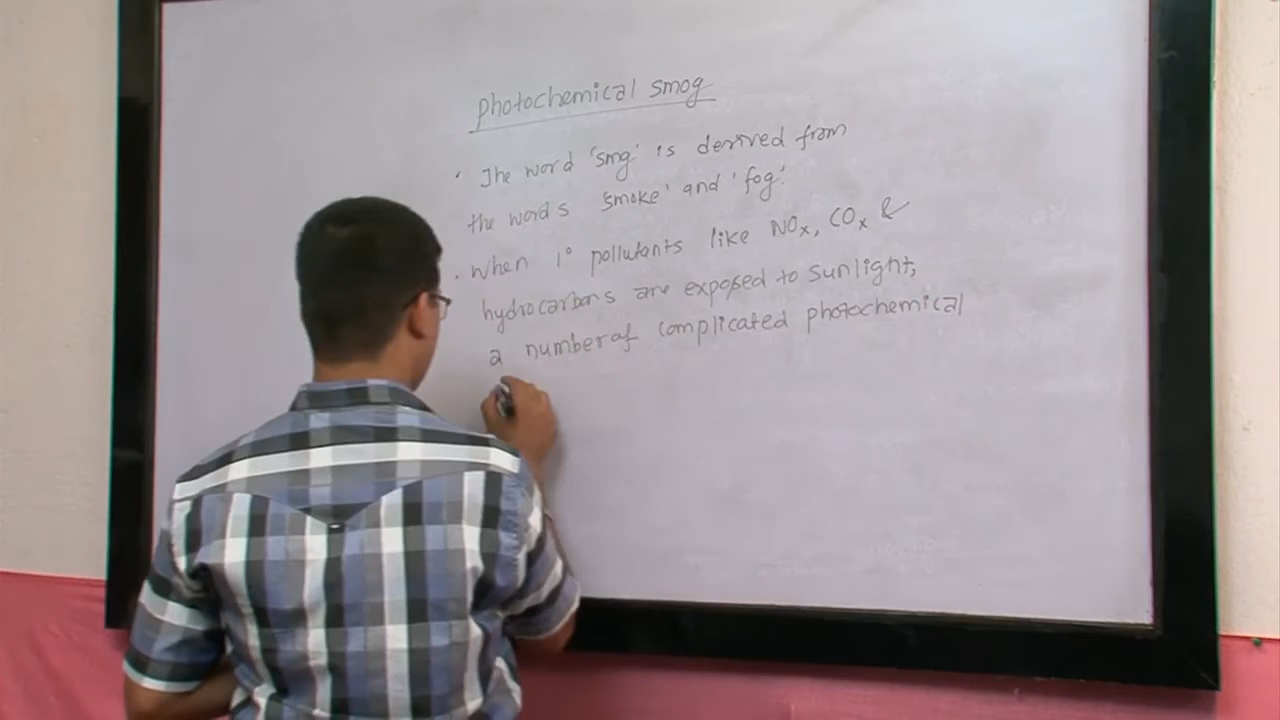 photochemical smog
· The word 'smg' is derived from
the words 'smoke' and 'fog'.
· When 1° pollutants like NOₓ, COₓ &
hydrocarbons are exposed to sunlight,
a number of complicated photochemical